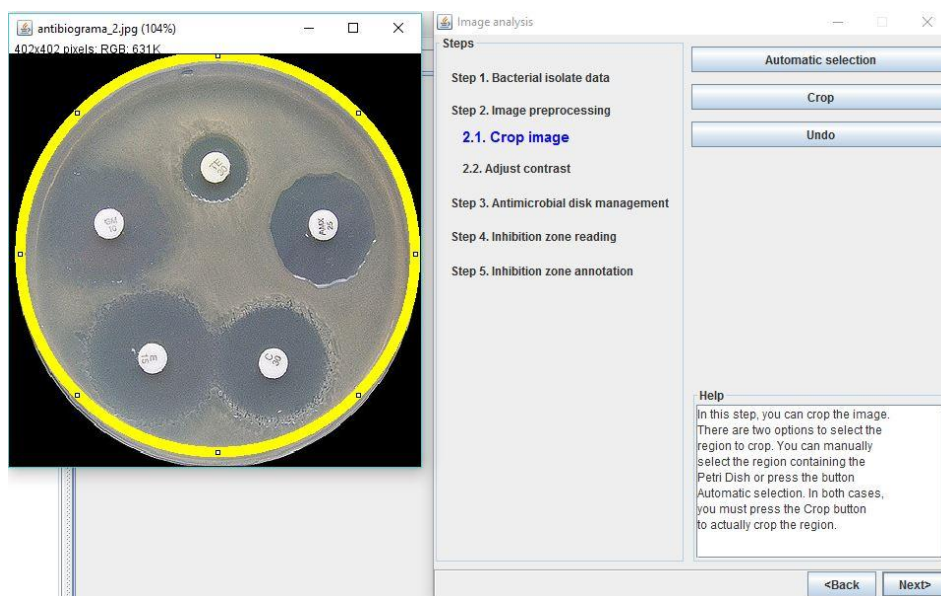 antibiograma_2.jpg (104%)
402x402 pixels; RGB; 631K
GM
10
AMX
25
E
15
C
30
Image analysis
Steps
Step 1. Bacterial isolate data
Step 2. Image preprocessing
2.1. Crop image
2.2. Adjust contrast
Step 3. Antimicrobial disk management
Step 4. Inhibition zone reading
Step 5. Inhibition zone annotation
Automatic selection
Crop
Undo
Help
In this step, you can crop the image.
There are two options to select the
region to crop. You can manually
select the region containing the
Petri Dish or press the button
Automatic selection. In both cases,
you must press the Crop button
to actually crop the region.
<Back
Next>